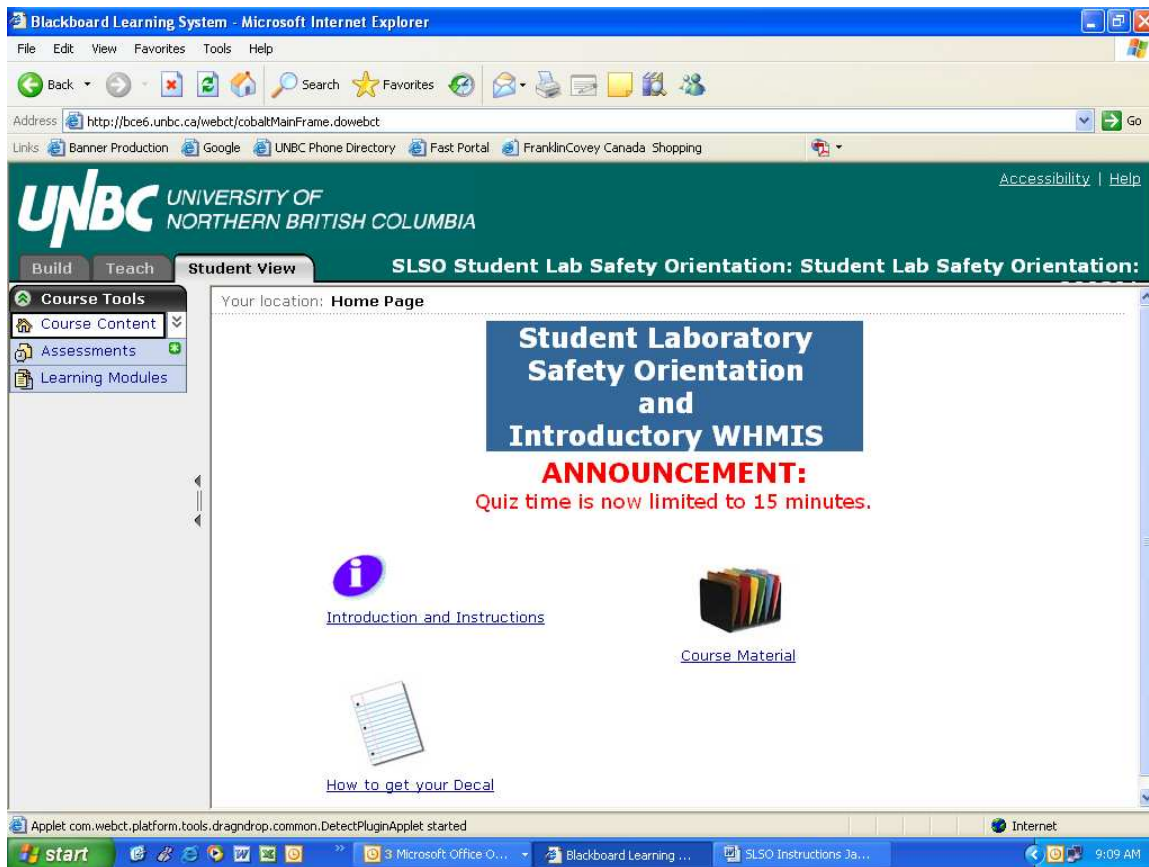 Blackboard Learning System - Microsoft Internet Explorer
File Edit View Favorites Tools Help
Back Search Favorites
Address http://bce6.unbc.ca/webct/cobaltMainFrame.dowebct Go
Links Banner Production Google UNBC Phone Directory Fast Portal FranklinCovey Canada Shopping
Accessibility | Help
UNBC UNIVERSITY OF
NORTHERN BRITISH COLUMBIA
Build Teach Student View SLSO Student Lab Safety Orientation: Student Lab Safety Orientation:
Course Tools
Course Content
Assessments
Learning Modules
Your location: Home Page
Student Laboratory
Safety Orientation
and
Introductory WHMIS
ANNOUNCEMENT:
Quiz time is now limited to 15 minutes.
Introduction and Instructions
Course Material
How to get your Decal
Applet com.webct.platform.tools.dragndrop.common.DetectPluginApplet started Internet
start 3 Microsoft Office O... Blackboard Learning ... SLSO Instructions Ja... 9:09 AM